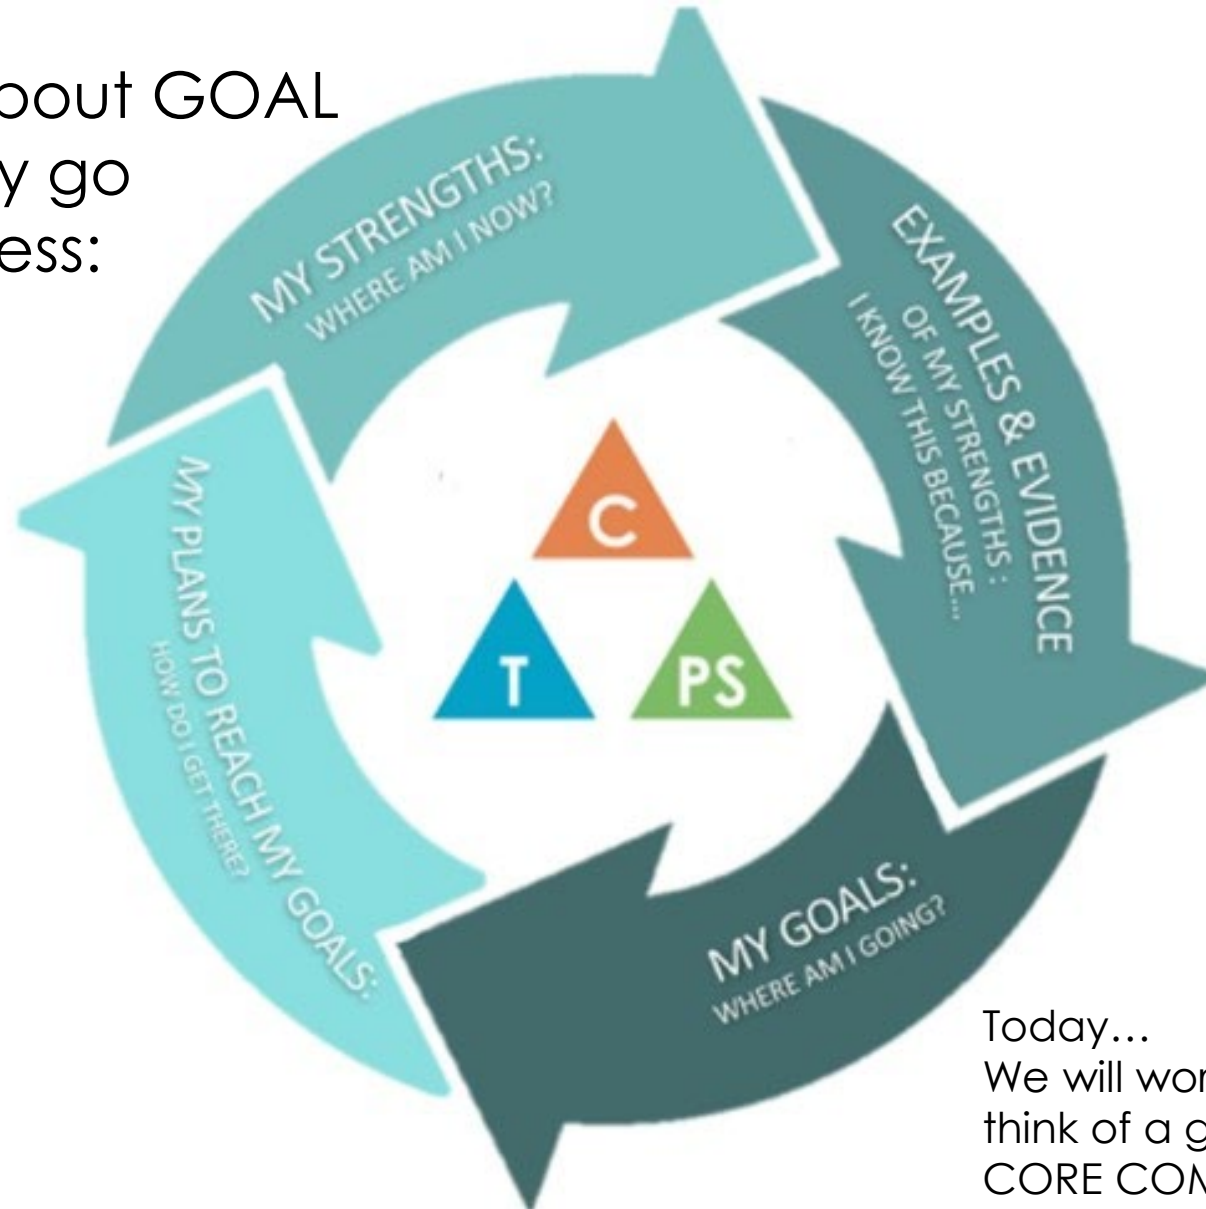 bout GOAL
y go
ess:
MY STRENGTHS:
WHERE AM I NOW?
EXAMPLES & EVIDENCE
OF MY STRENGTHS :
I KNOW THIS BECAUSE...
MY GOALS:
WHERE AM I GOING?
MY PLANS TO REACH MY GOALS:
HOW DO I GET THERE?
C
T
PS
Today…
We will wor
think of a g
CORE COM